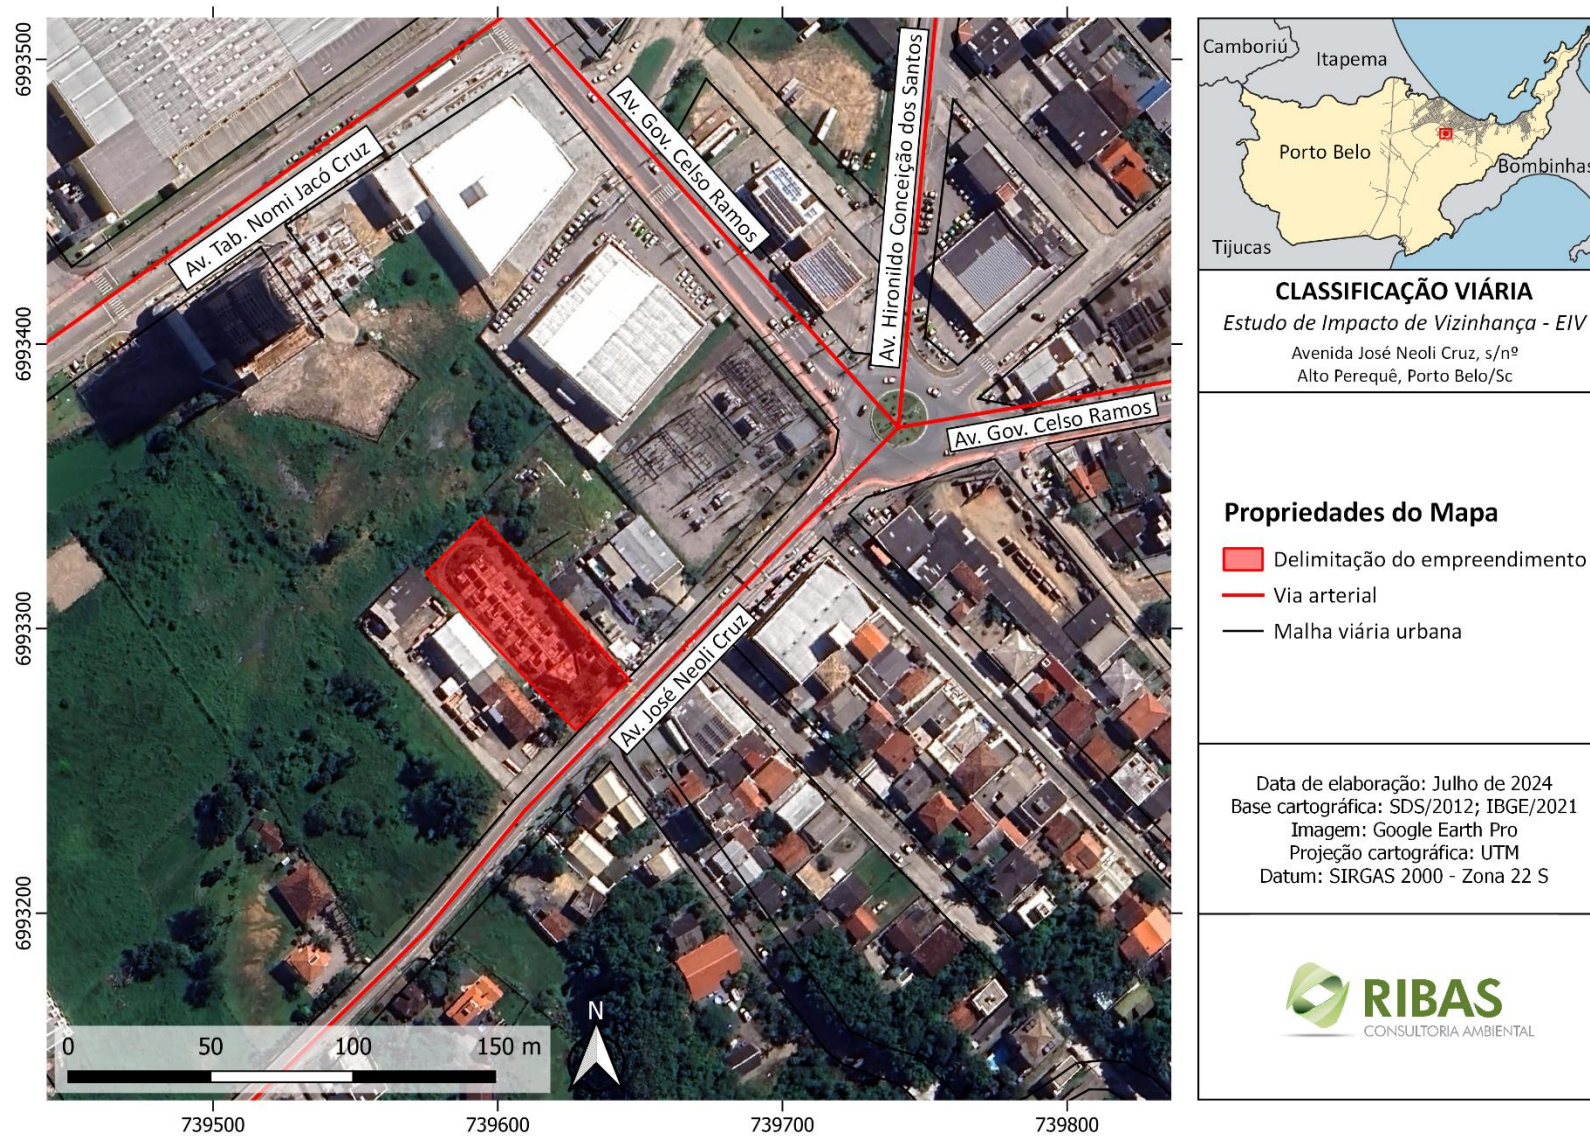 6993500
6993400
6993300
6993200
739500
739600
739700
739800
Av. Tab. Nomi Jacó Cruz
Av. Gov. Celso Ramos
Av. Hironildo Conceição dos Santos
Av. Gov. Celso Ramos
Av. José Neoli Cruz
0 50 100 150 m
N
Camboriú
Itapema
Porto Belo
Bombinhas
Tijucas
CLASSIFICAÇÃO VIÁRIA
Estudo de Impacto de Vizinhança - EIV
Avenida José Neoli Cruz, s/nº
Alto Perequê, Porto Belo/Sc
Propriedades do Mapa
Delimitação do empreendimento
Via arterial
Malha viária urbana
Data de elaboração: Julho de 2024
Base cartográfica: SDS/2012; IBGE/2021
Imagem: Google Earth Pro
Projeção cartográfica: UTM
Datum: SIRGAS 2000 - Zona 22 S
RIBAS
CONSULTORIA AMBIENTAL